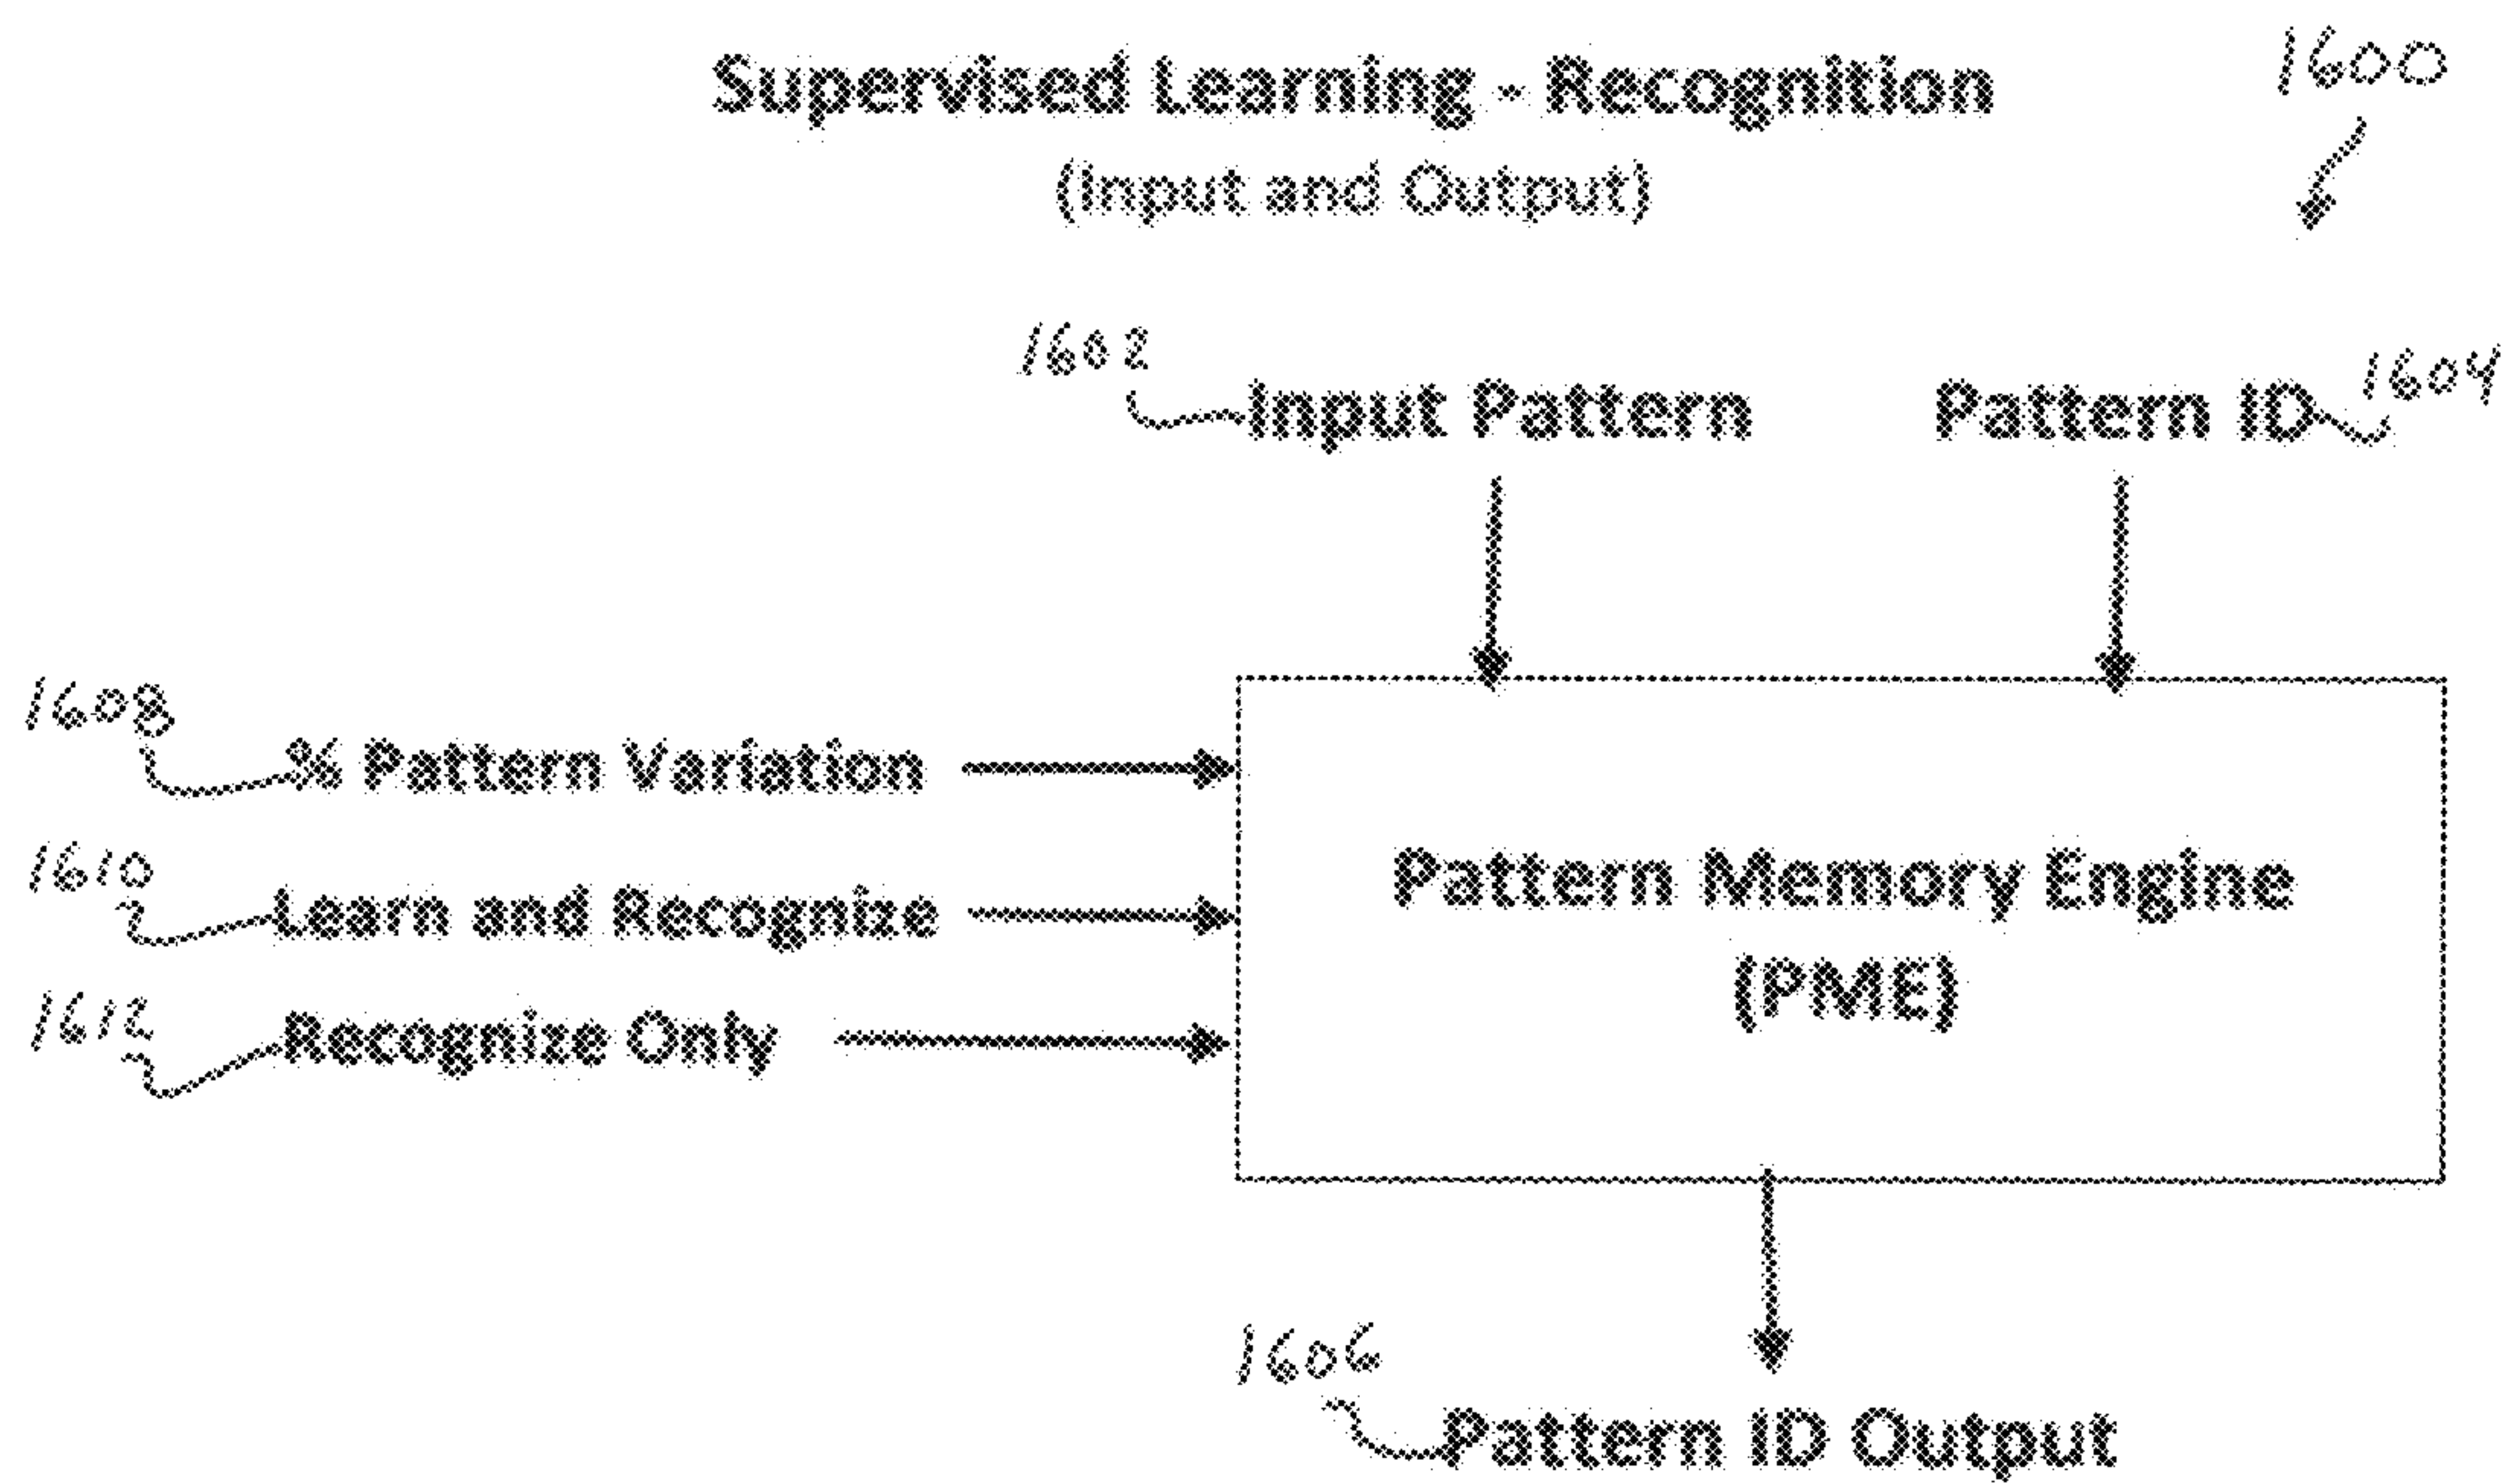 Supervised Learning - Recognition
1600
(Input and Output)
1602
Input Pattern
Pattern ID
1604
1608
% Pattern Variation
1610
Learn and Recognize
1612
Recognize Only
Pattern Memory Engine
(PME)
1606
Pattern ID Output